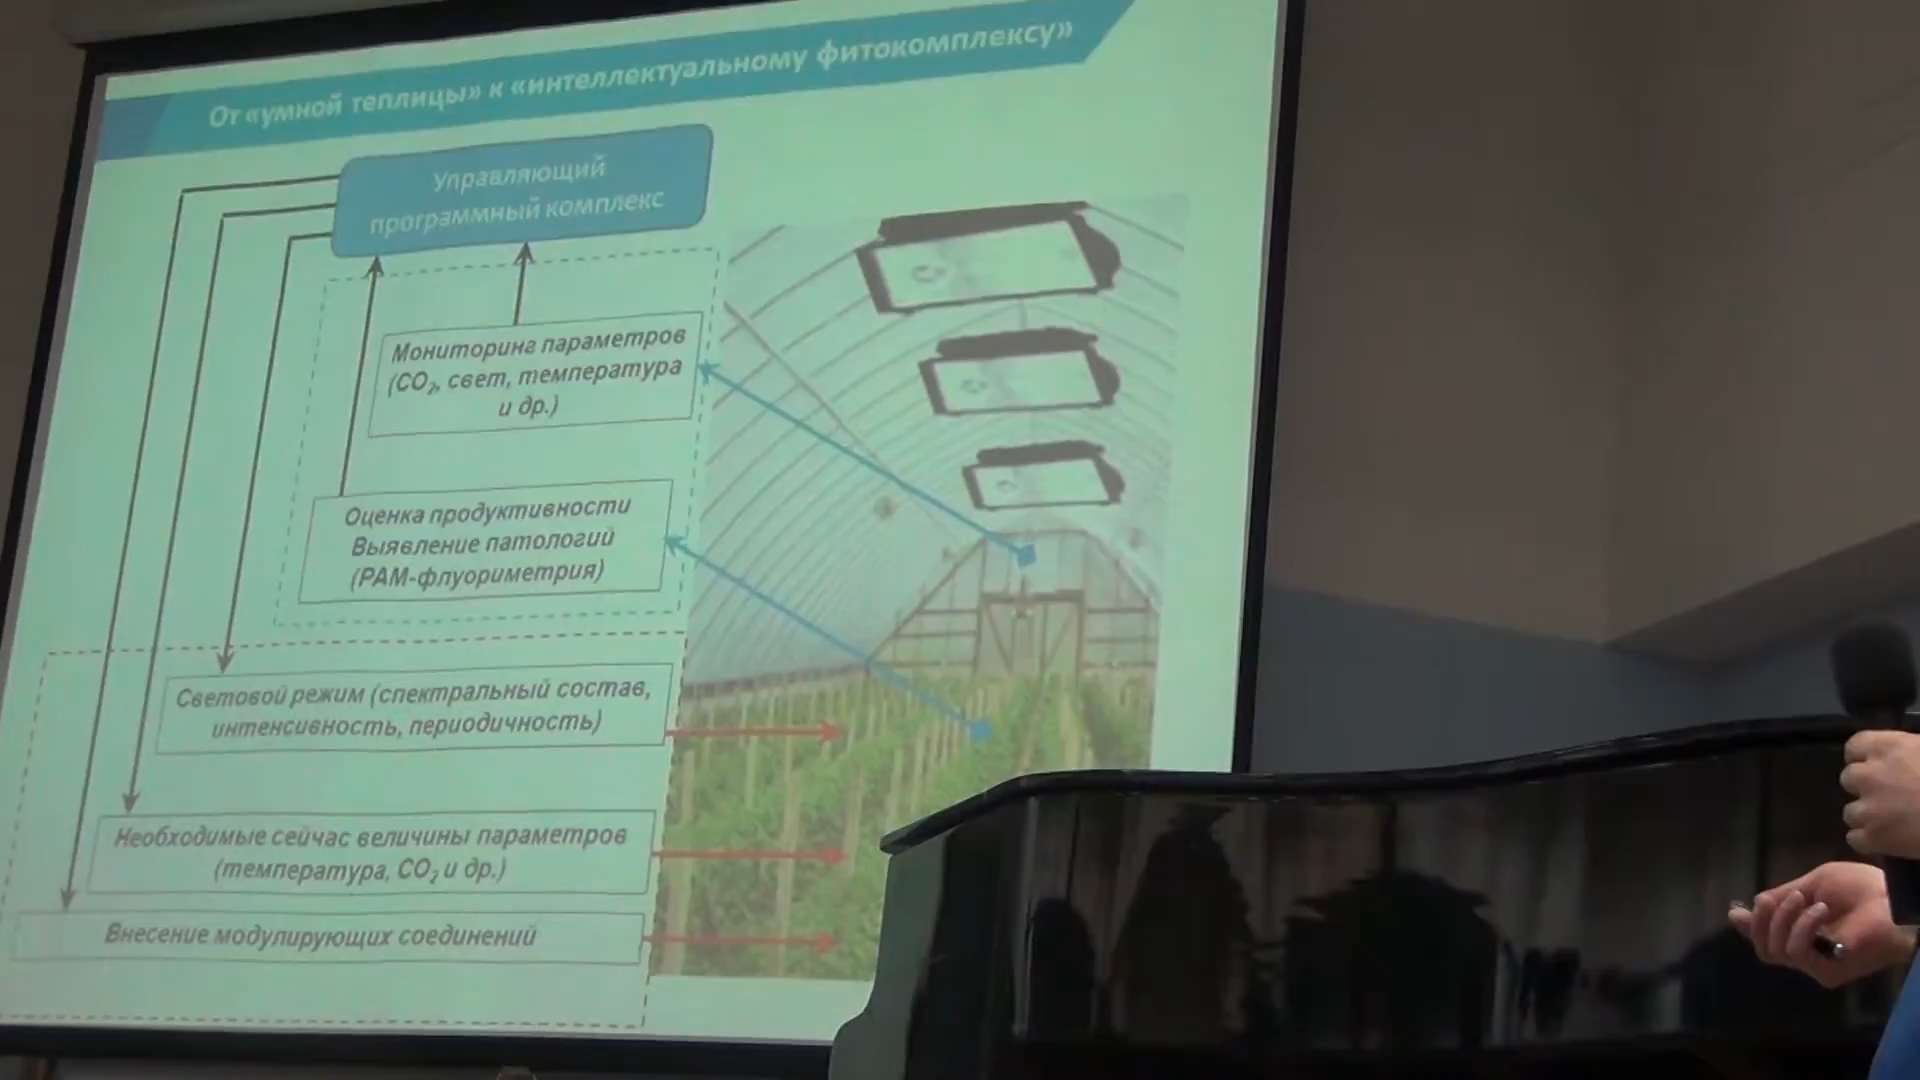 От «умной теплицы» к «интеллектуальному фитокомплексу»
Управляющий
программный комплекс
Мониторинг параметров
(CO₂, свет, температура
и др.)
Оценка продуктивности
Выявление патологий
(РАМ-флуориметрия)
Световой режим (спектральный состав,
интенсивность, периодичность)
Необходимые сейчас величины параметров
(температура, CO₂ и др.)
Внесение модулирующих соединений